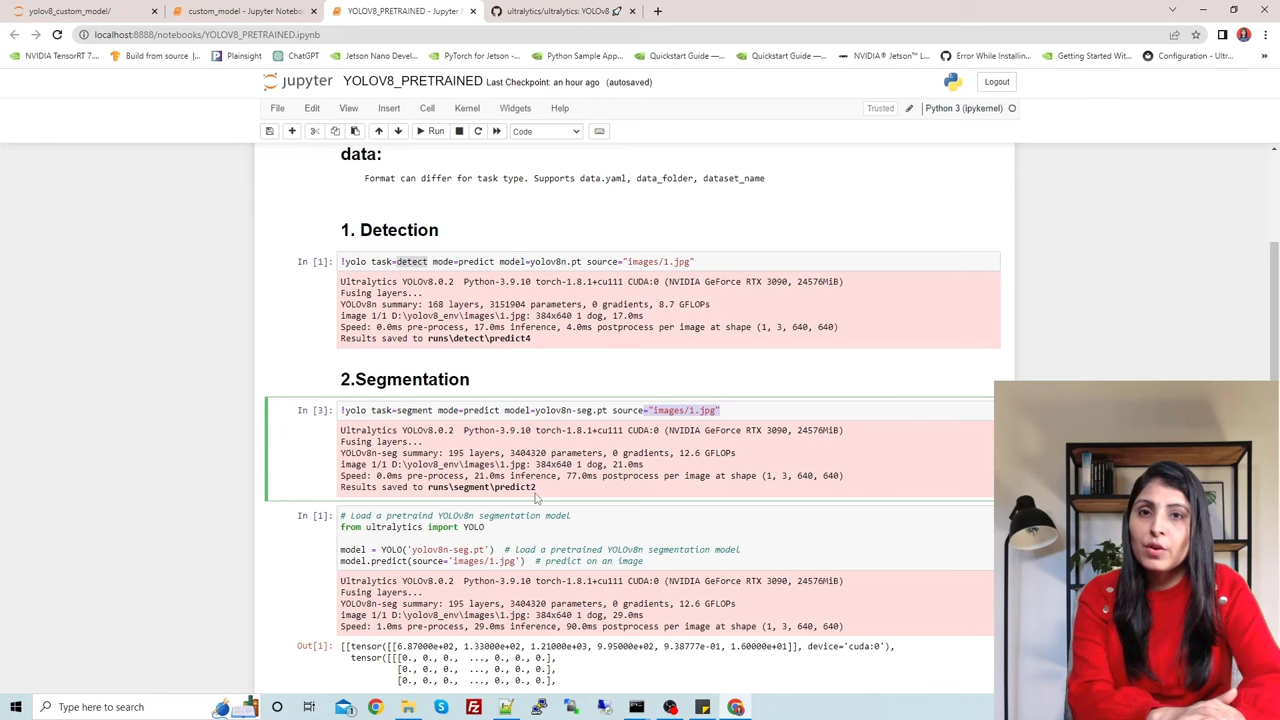 yolov8_custom_model/
custom_model - Jupyter Noteboo
YOLOV8_PRETRAINED - Jupyter N
ultralytics/ultralytics: YOLOv8
localhost:8888/notebooks/YOLOV8_PRETRAINED.ipynb
NVIDIA TensorRT 7....
Build from source |...
Plainsight
ChatGPT
Jetson Nano Devel...
PyTorch for Jetson -...
Python Sample App...
Quickstart Guide —...
Quickstart Guide —...
NVIDIA® Jetson™ L...
Error While Installin...
Getting Started Wit...
Configuration - Ultr...
jupyter YOLOV8_PRETRAINED Last Checkpoint: an hour ago (autosaved)
Logout
File Edit View Insert Cell Kernel Widgets Help
Trusted
Python 3 (ipykernel)
Run
Code
data:
Format can differ for task type. Supports data.yaml, data_folder, dataset_name
1. Detection
In [1]: !yolo task=detect mode=predict model=yolov8n.pt source="images/1.jpg"
Ultralytics YOLOv8.0.2 Python-3.9.10 torch-1.8.1+cu111 CUDA:0 (NVIDIA GeForce RTX 3090, 24576MiB)
Fusing layers...
YOLOv8n summary: 168 layers, 3151904 parameters, 0 gradients, 8.7 GFLOPs
image 1/1 D:\yolov8_env\images\1.jpg: 384x640 1 dog, 17.0ms
Speed: 0.0ms pre-process, 17.0ms inference, 4.0ms postprocess per image at shape (1, 3, 640, 640)
Results saved to runs\detect\predict4
2.Segmentation
In [3]: !yolo task=segment mode=predict model=yolov8n-seg.pt source="images/1.jpg"
Ultralytics YOLOv8.0.2 Python-3.9.10 torch-1.8.1+cu111 CUDA:0 (NVIDIA GeForce RTX 3090, 24576MiB)
Fusing layers...
YOLOv8n-seg summary: 195 layers, 3404320 parameters, 0 gradients, 12.6 GFLOPs
image 1/1 D:\yolov8_env\images\1.jpg: 384x640 1 dog, 21.0ms
Speed: 0.0ms pre-process, 21.0ms inference, 77.0ms postprocess per image at shape (1, 3, 640, 640)
Results saved to runs\segment\predict2
In [1]: # Load a pretraind YOLOv8n segmentation model
from ultralytics import YOLO
model = YOLO('yolov8n-seg.pt') # load a pretrained YOLOv8n segmentation model
model.predict(source='images/1.jpg') # predict on an image
Ultralytics YOLOv8.0.2 Python-3.9.10 torch-1.8.1+cu111 CUDA:0 (NVIDIA GeForce RTX 3090, 24576MiB)
Fusing layers...
YOLOv8n-seg summary: 195 layers, 3404320 parameters, 0 gradients, 12.6 GFLOPs
image 1/1 D:\yolov8_env\images\1.jpg: 384x640 1 dog, 29.0ms
Speed: 1.0ms pre-process, 29.0ms inference, 90.0ms postprocess per image at shape (1, 3, 640, 640)
Out[1]: [[tensor([[6.87000e+02, 1.33000e+02, 1.21000e+03, 9.95000e+02, 9.38777e-01, 1.60000e+01]], device='cuda:0'),
tensor([[[0., 0., 0., ..., 0., 0., 0.],
[0., 0., 0., ..., 0., 0., 0.],
[0., 0., 0., ..., 0., 0., 0.],
Type here to search